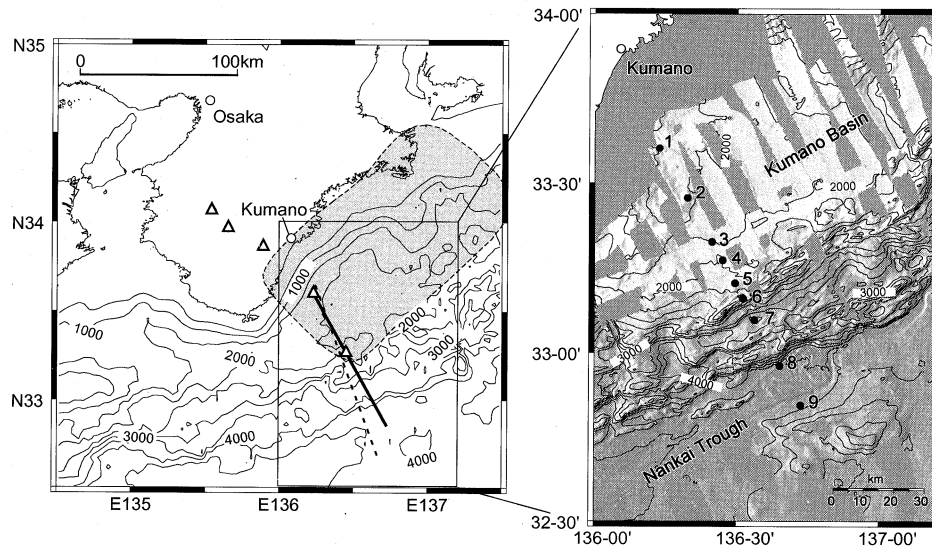 N35
0
100km
Osaka
N34
Kumano
1000
1000
2000
2000
3000
N33
3000
4000
4000
E135
E136
E137
34-00'
Kumano
Kumano Basin
2000
1
33-30'
2
2000
3
4
5
2000
6
3000
7
33-00'
3000
8
4000
9
Nankai Trough
km
0 10 20 30
32-30'
136-00'
136-30'
137-00'